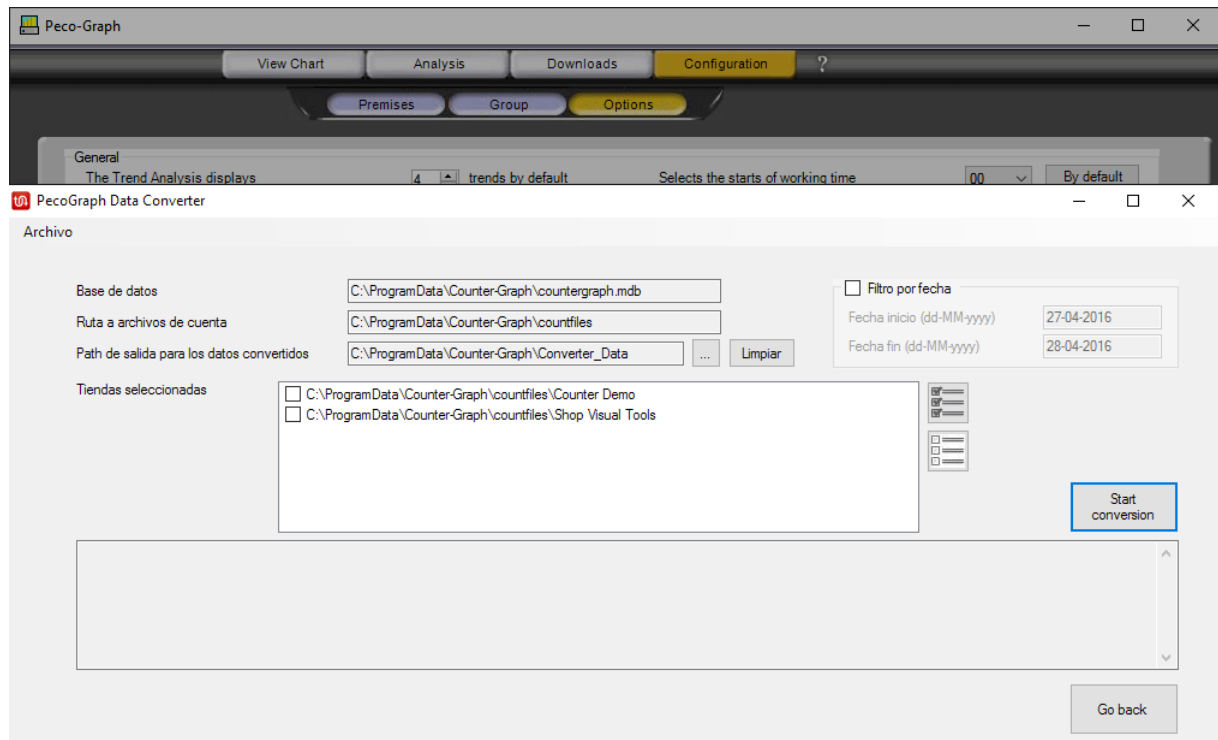 Peco-Graph
View Chart Analysis Downloads Configuration ?
Premises Group Options
General
The Trend Analysis displays 4 trends by default Selects the starts of working time 00 By default
PecoGraph Data Converter
Archivo
Base de datos C:\ProgramData\Counter-Graph\countergraph.mdb
Ruta a archivos de cuenta C:\ProgramData\Counter-Graph\countfiles
Path de salida para los datos convertidos C:\ProgramData\Counter-Graph\Converter_Data ... Limpiar
Filtro por fecha
Fecha inicio (dd-MM-yyyy) 27-04-2016
Fecha fin (dd-MM-yyyy) 28-04-2016
Tiendas seleccionadas
C:\ProgramData\Counter-Graph\countfiles\Counter Demo
C:\ProgramData\Counter-Graph\countfiles\Shop Visual Tools
Start
conversion
Go back